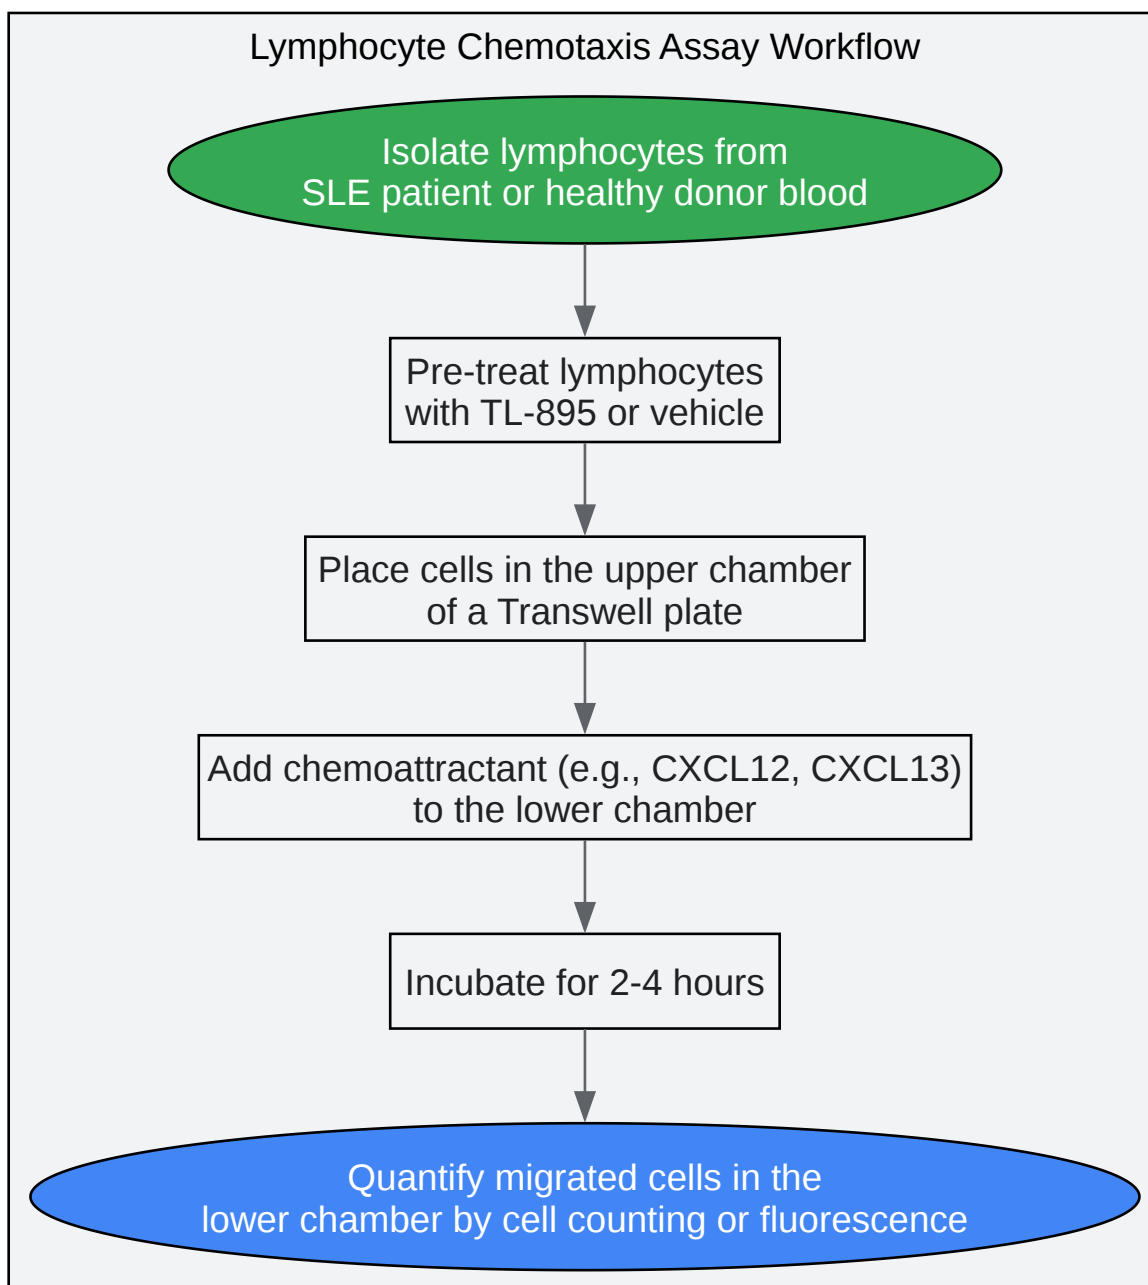 Lymphocyte Chemotaxis Assay Workflow
Isolate lymphocytes from
SLE patient or healthy donor blood
Pre-treat lymphocytes
with TL-895 or vehicle
Place cells in the upper chamber
of a Transwell plate
Add chemoattractant (e.g., CXCL12, CXCL13)
to the lower chamber
Incubate for 2-4 hours
Quantify migrated cells in the
lower chamber by cell counting or fluorescence